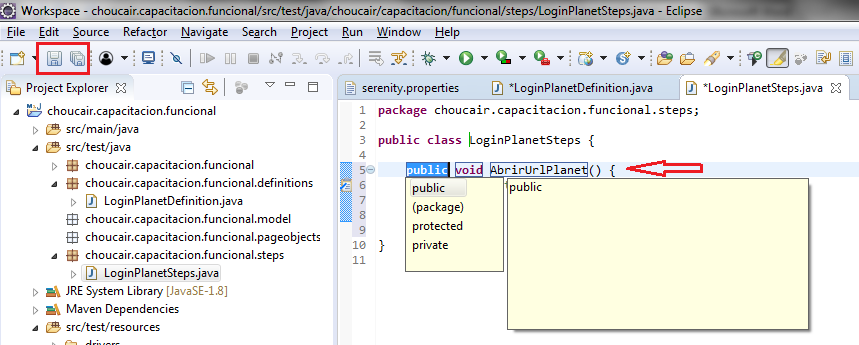 Workspace - choucair.capacitacion.funcional/src/test/java/choucair/capacitacion/funcional/steps/LoginPlanetSteps.java - Eclipse
File Edit Source Refactor Navigate Search Project Run Window Help
Project Explorer
serenity.properties *LoginPlanetDefinition.java *LoginPlanetSteps.java
choucair.capacitacion.funcional
src/main/java
src/test/java
choucair.capacitacion.funcional
choucair.capacitacion.funcional.definitions
LoginPlanetDefinition.java
choucair.capacitacion.funcional.model
choucair.capacitacion.funcional.pageobjects
choucair.capacitacion.funcional.steps
LoginPlanetSteps.java
JRE System Library [JavaSE-1.8]
Maven Dependencies
src/test/resources
drivers
1 package choucair.capacitacion.funcional.steps;
2
3 public class LoginPlanetSteps {
4
5 public void AbrirUrlPlanet() {
6
7
8
9
10 }
11
public
(package)
protected
private
public